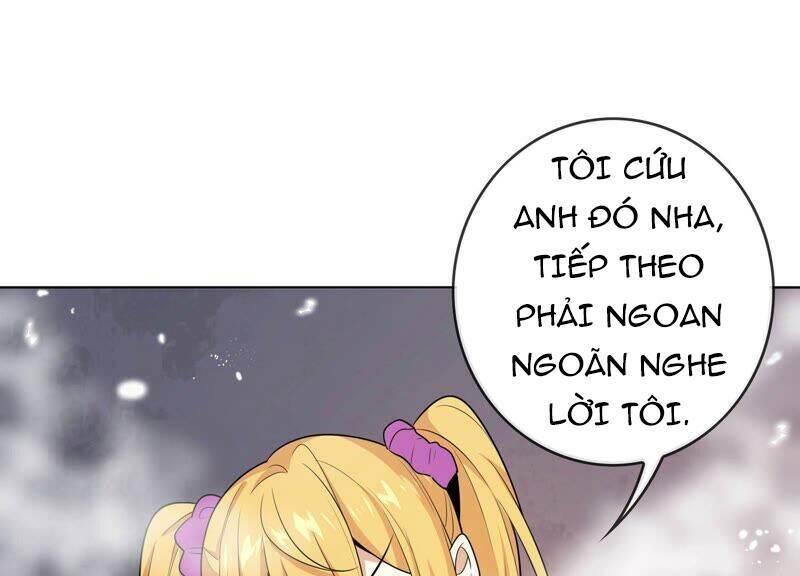 TÔI CỨU
ANH ĐÓ NHA,
TIẾP THEO
PHẢI NGOAN
NGOÃN NGHE
LỜI TÔI.